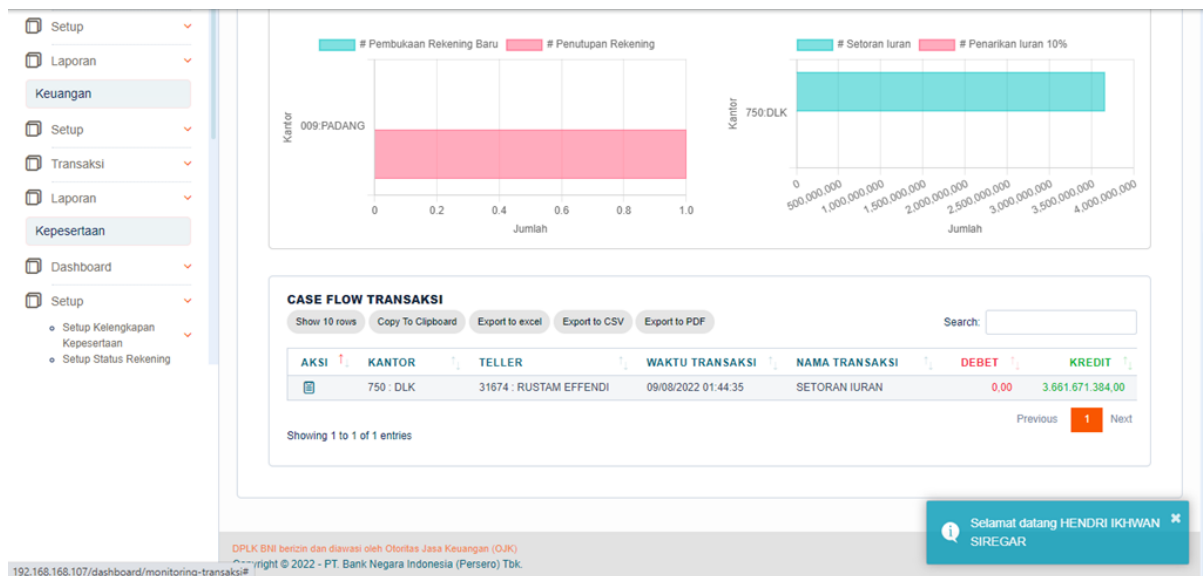 Setup
Laporan
Keuangan
Setup
Transaksi
Laporan
Kepesertaan
Dashboard
Setup
Setup Kelengkapan
Kepesertaan
Setup Status Rekening
# Pembukaan Rekening Baru # Penutupan Rekening
Kantor
009:PADANG
0 0.2 0.4 0.6 0.8 1.0
Jumlah
# Setoran Iuran # Penarikan Iuran 10%
Kantor
750:DLK
0 500,000,000 1,000,000,000 1,500,000,000 2,000,000,000 2,500,000,000 3,000,000,000 3,500,000,000 4,000,000,000
Jumlah
CASE FLOW TRANSAKSI
Show 10 rows Copy To Clipboard Export to excel Export to CSV Export to PDF Search:
AKSI KANTOR TELLER WAKTU TRANSAKSI NAMA TRANSAKSI DEBET KREDIT
750 : DLK 31674 : RUSTAM EFFENDI 09/08/2022 01:44:35 SETORAN IURAN 0,00 3.661.671.384,00
Previous 1 Next
Showing 1 to 1 of 1 entries
Selamat datang HENDRI IKHWAN
SIREGAR
DPLK BNI berizin dan diawasi oleh Otoritas Jasa Keuangan (OJK)
Copyright © 2022 - PT. Bank Negara Indonesia (Persero) Tbk.
192.168.168.107/dashboard/monitoring-transaksi#